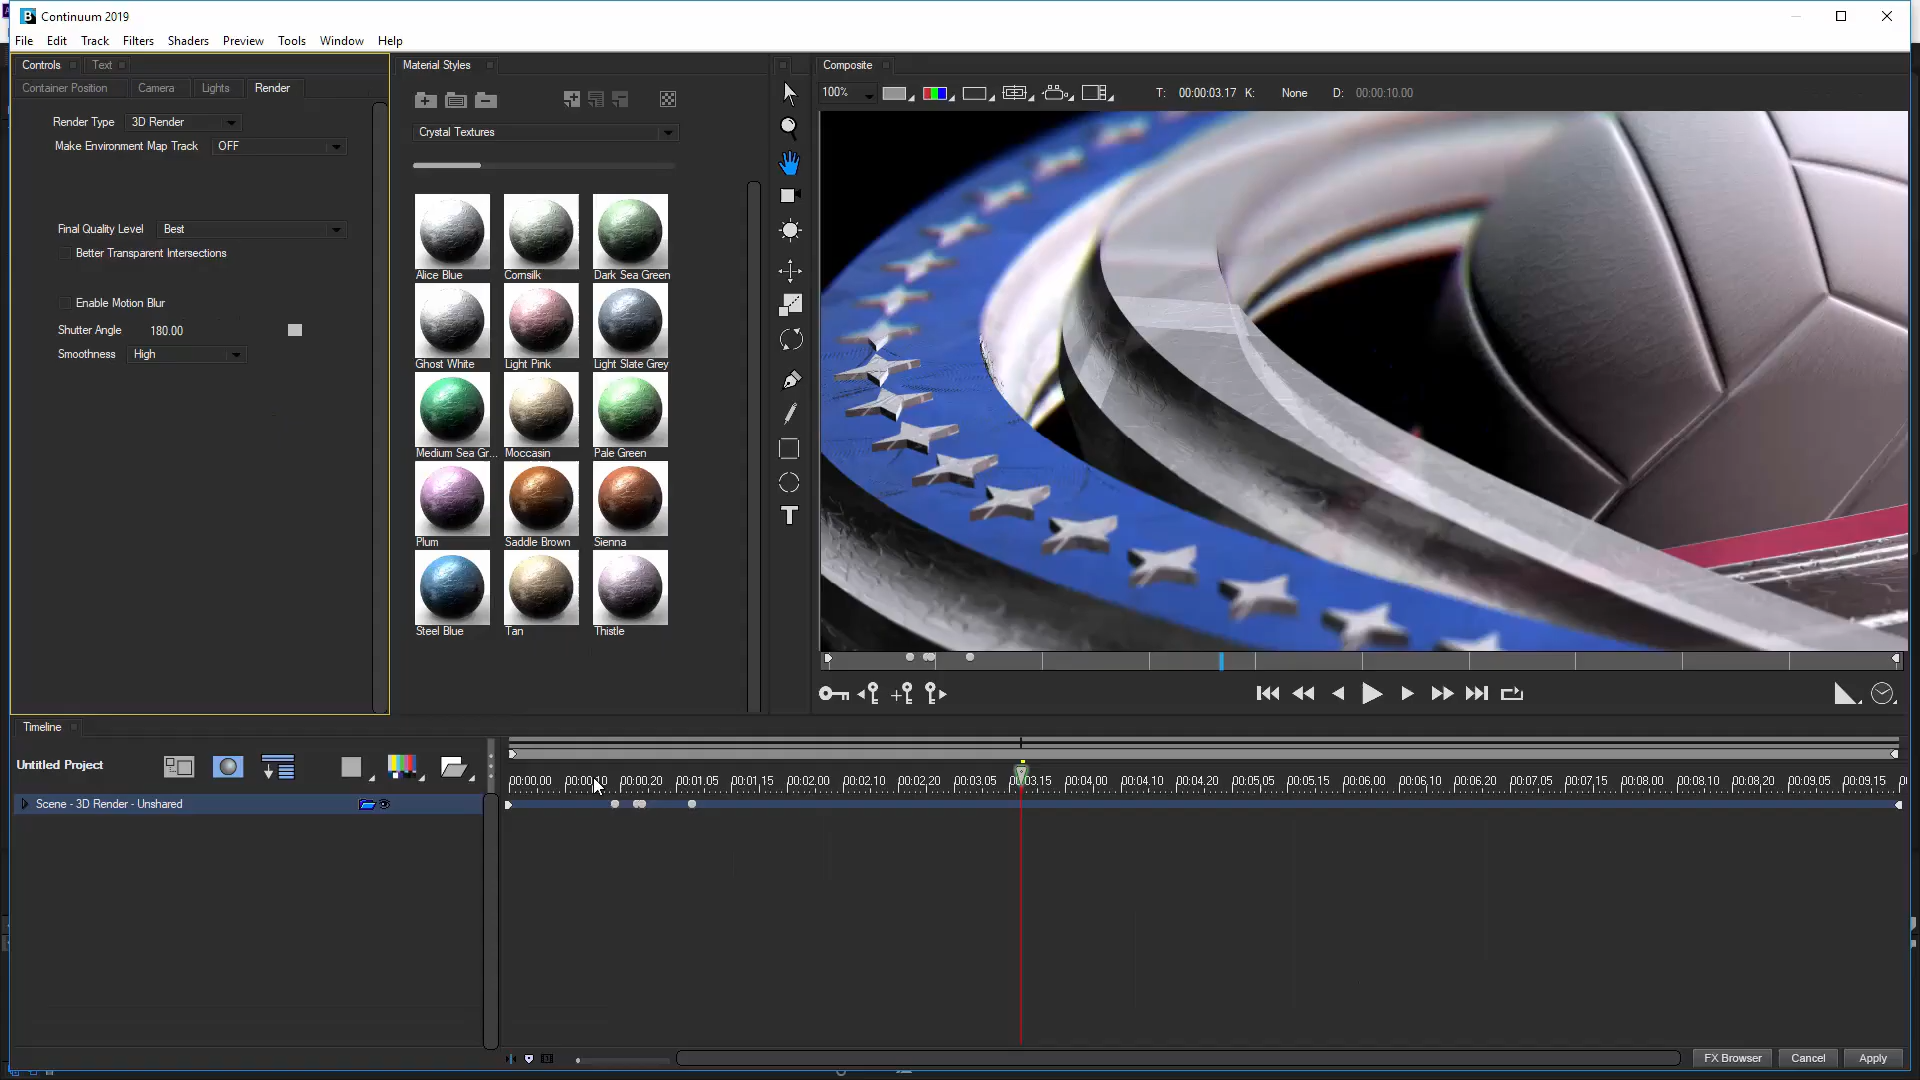 Continuum 2019
File Edit Track Filters Shaders Preview Tools Window Help
Controls Text
Container Position Camera Lights Render
Render Type 3D Render
Make Environment Map Track OFF
Final Quality Level Best
Better Transparent Intersections
Enable Motion Blur
Shutter Angle 180.00
Smoothness High
Material Styles
Crystal Textures
Alice Blue Cornsilk Dark Sea Green
Ghost White Light Pink Light Slate Grey
Medium Sea Gr... Moccasin Pale Green
Plum Saddle Brown Sienna
Steel Blue Tan Thistle
T
Composite
100% T: 00:00:03.17 K: None D: 00:00:10.00
Timeline
Untitled Project
00:00.00 00:00.10 00:00.20 00:01.05 00:01.15 00:02.00 00:02.10 00:02.20 00:03.05 00:03.15 00:04.00 00:04.10 00:04.20 00:05.05 00:05.15 00:06.00 00:06.10 00:06.20 00:07.05 00:07.15 00:08.00 00:08.10 00:08.20 00:09.05 00:09.15
Scene - 3D Render - Unshared
FX Browser Cancel Apply